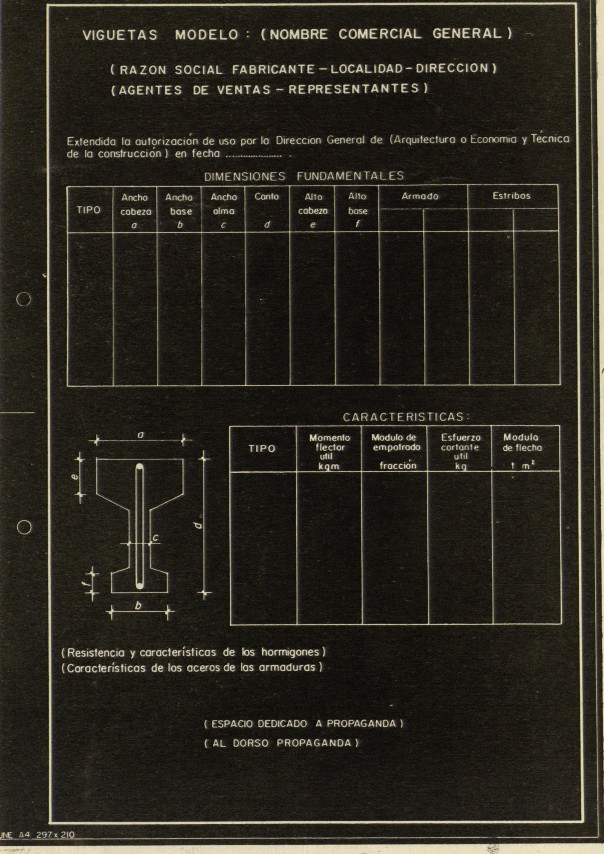 VIGUETAS MODELO : (NOMBRE COMERCIAL GENERAL)
(RAZON SOCIAL FABRICANTE – LOCALIDAD – DIRECCION)
(AGENTES DE VENTAS – REPRESENTANTES)
Extendida la autorización de uso por la Direccion General de (Arquitectura o Economia y Técnica
de la construcción) en fecha .................... .
DIMENSIONES FUNDAMENTALES
TIPO Ancho cabeza a Ancho base b Ancho alma c Canto d Alto cabeza e Alto base f Armado Estribos
CARACTERISTICAS:
TIPO Momento flector util kgm Modulo de empotrado fracción Esfuerzo cortante util kg Modulo de flecha t m²
a
e
d
c
f
b
(Resistencia y características de los hormigones)
(Características de los aceros de las armaduras)
(ESPACIO DEDICADO A PROPAGANDA)
(AL DORSO PROPAGANDA)
UNE A4 297 x 210